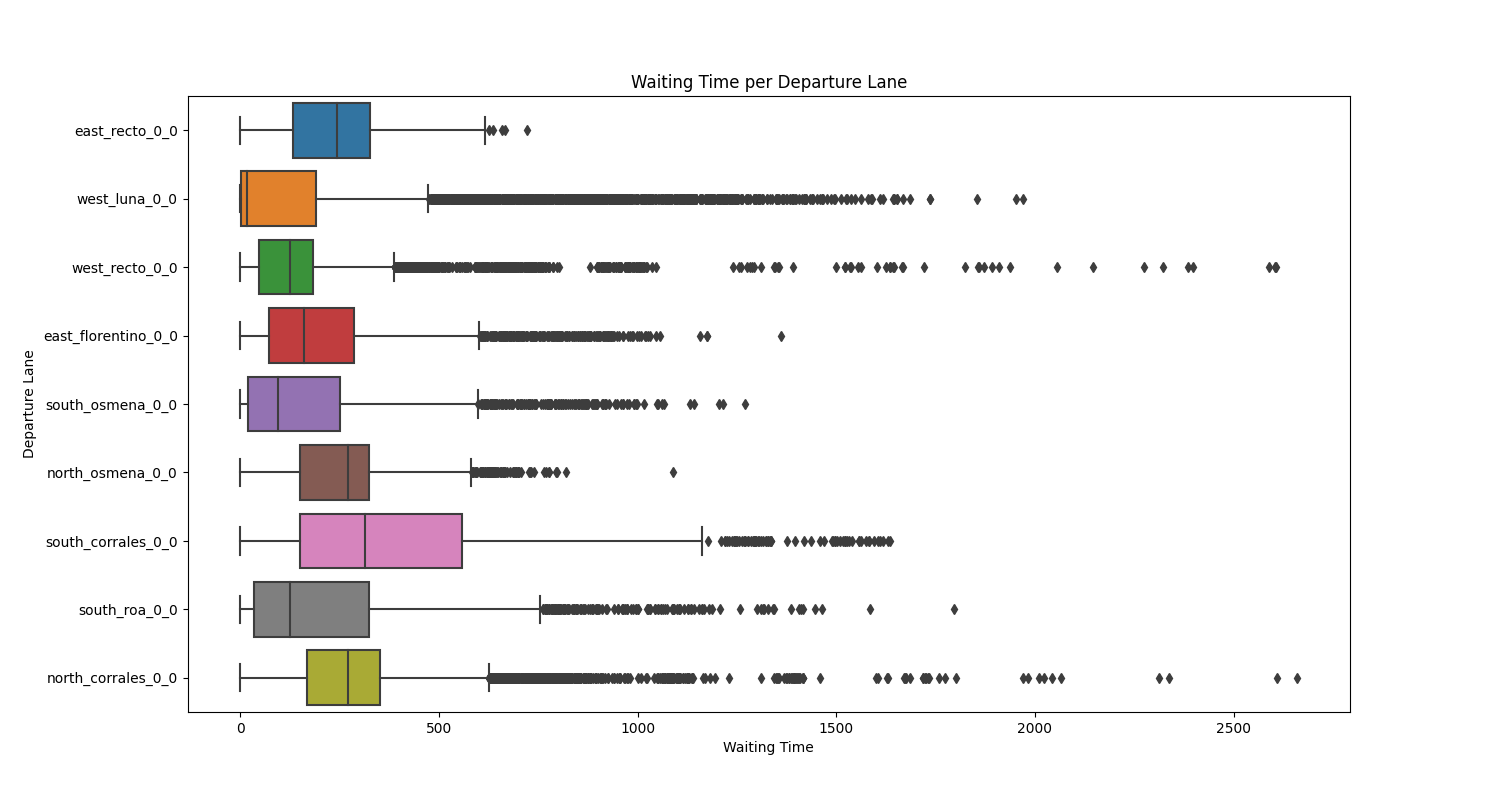 Waiting Time per Departure Lane
Departure Lane
east_recto_0_0
west_luna_0_0
west_recto_0_0
east_florentino_0_0
south_osmena_0_0
north_osmena_0_0
south_corrales_0_0
south_roa_0_0
north_corrales_0_0
0 500 1000 1500 2000 2500
Waiting Time